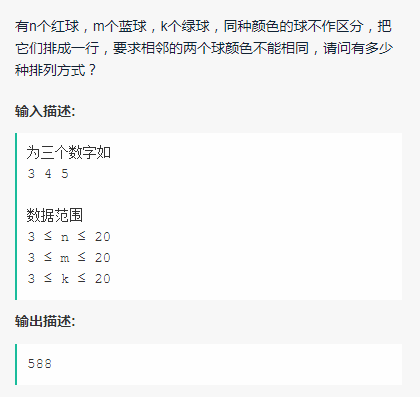 有n个红球，m个蓝球，k个绿球，同种颜色的球不作区分，把
它们排成一行，要求相邻的两个球颜色不能相同，请问有多少
种排列方式？
输入描述:
为三个数字如
3 4 5
数据范围
3 ≤ n ≤ 20
3 ≤ m ≤ 20
3 ≤ k ≤ 20
输出描述:
588